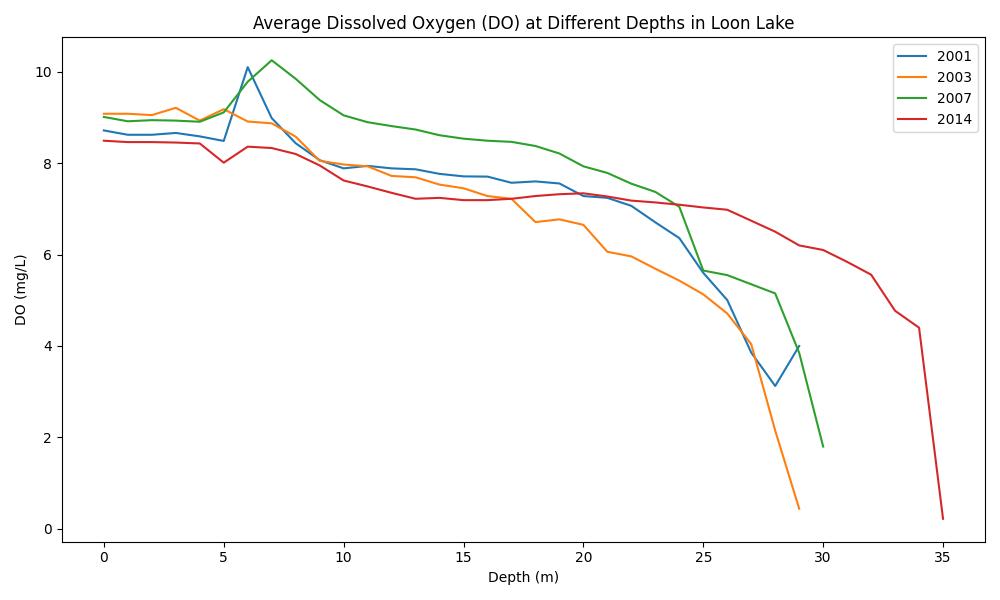 Average Dissolved Oxygen (DO) at Different Depths in Loon Lake
2001
2003
2007
2014
DO (mg/L)
10
8
6
4
2
0
0 5 10 15 20 25 30 35
Depth (m)